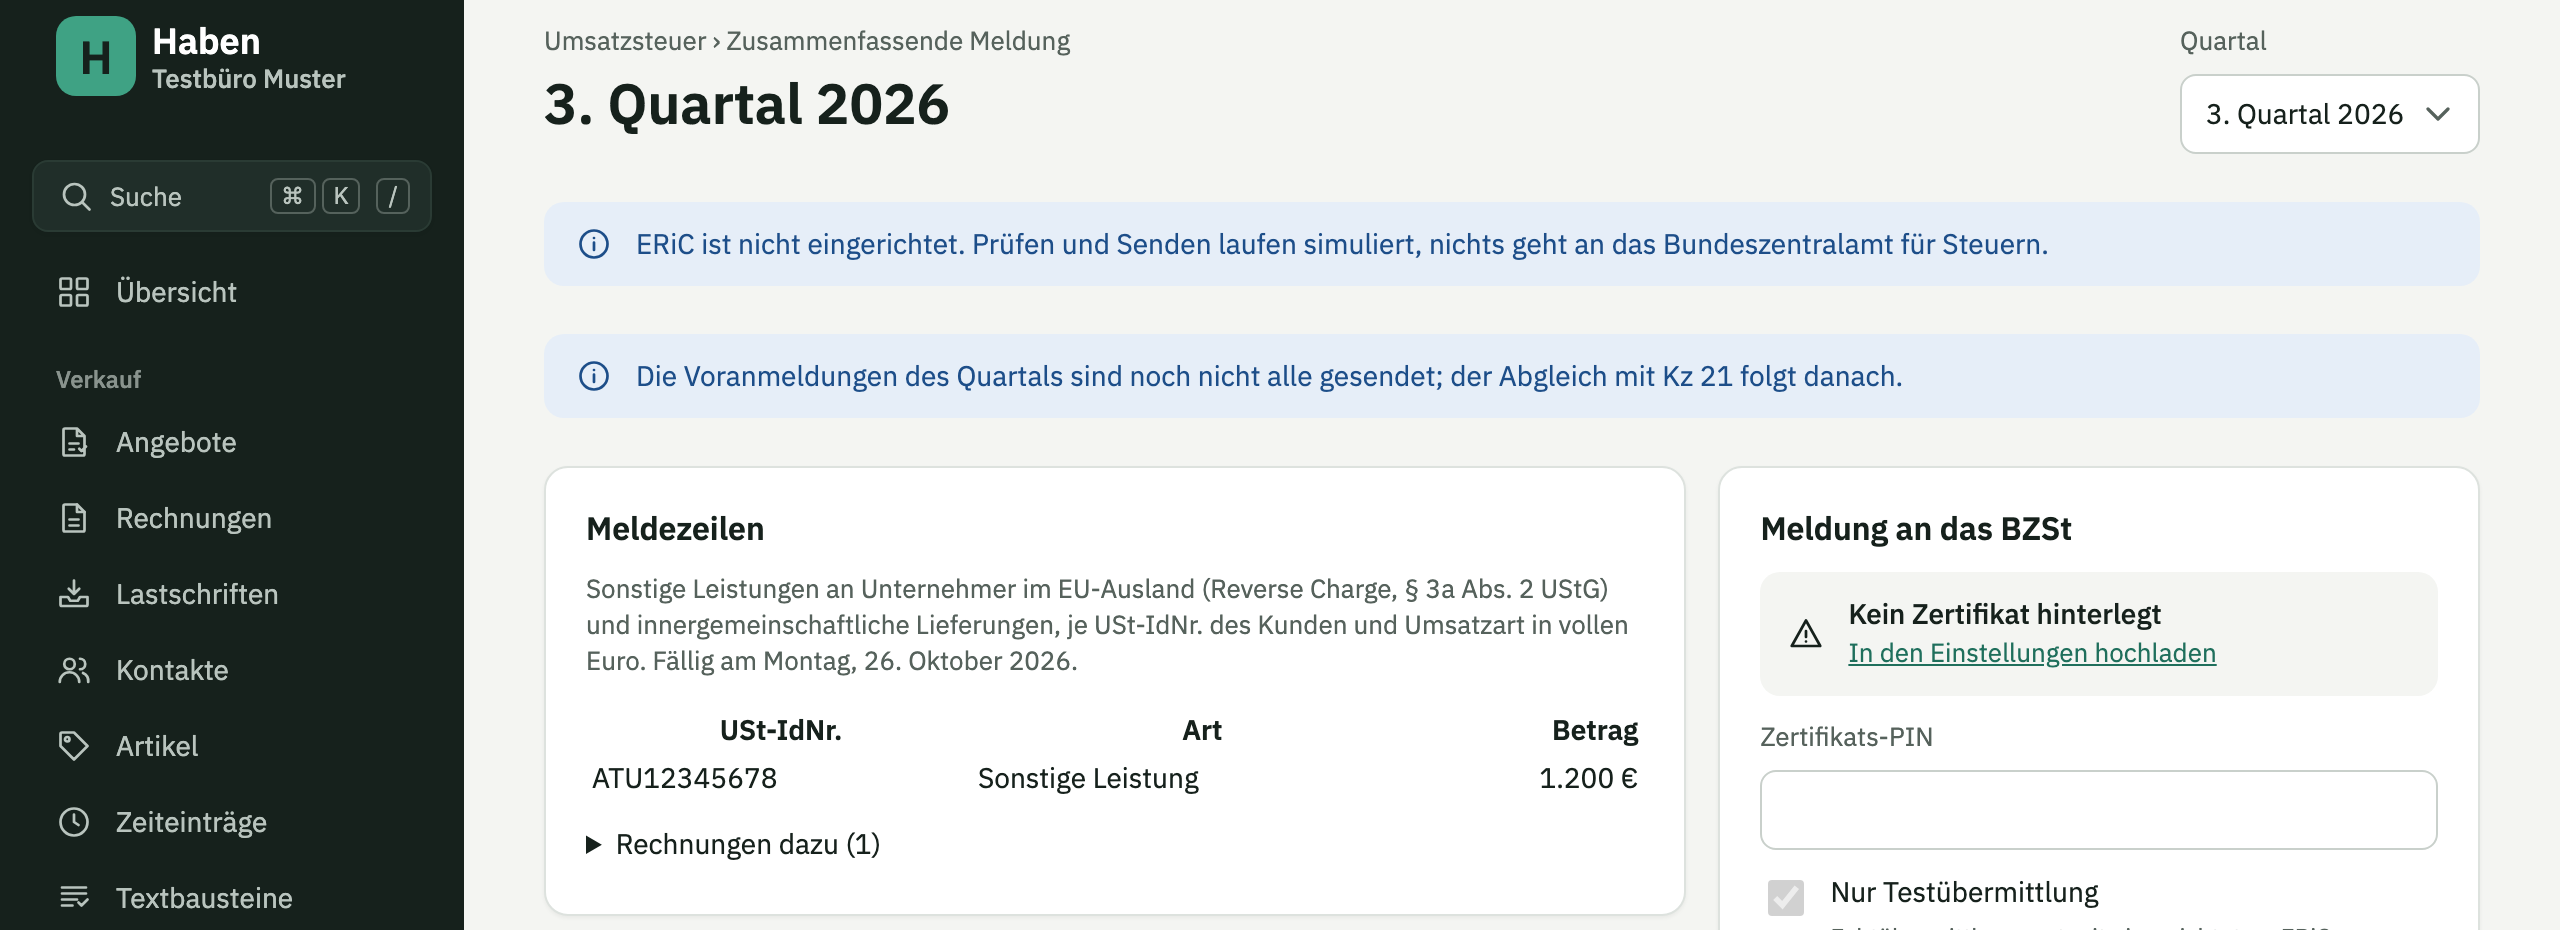 H
Haben
Testbüro Muster
Suche ⌘ K /
Übersicht
Verkauf
Angebote
Rechnungen
Lastschriften
Kontakte
Artikel
Zeiteinträge
Textbausteine
Umsatzsteuer › Zusammenfassende Meldung
3. Quartal 2026
Quartal
3. Quartal 2026
ERiC ist nicht eingerichtet. Prüfen und Senden laufen simuliert, nichts geht an das Bundeszentralamt für Steuern.
Die Voranmeldungen des Quartals sind noch nicht alle gesendet; der Abgleich mit Kz 21 folgt danach.
Meldezeilen
Sonstige Leistungen an Unternehmer im EU-Ausland (Reverse Charge, § 3a Abs. 2 UStG)
und innergemeinschaftliche Lieferungen, je USt-IdNr. des Kunden und Umsatzart in vollen
Euro. Fällig am Montag, 26. Oktober 2026.
USt-IdNr. Art Betrag
ATU12345678 Sonstige Leistung 1.200 €
Rechnungen dazu (1)
Meldung an das BZSt
Kein Zertifikat hinterlegt
In den Einstellungen hochladen
Zertifikats-PIN
Nur Testübermittlung